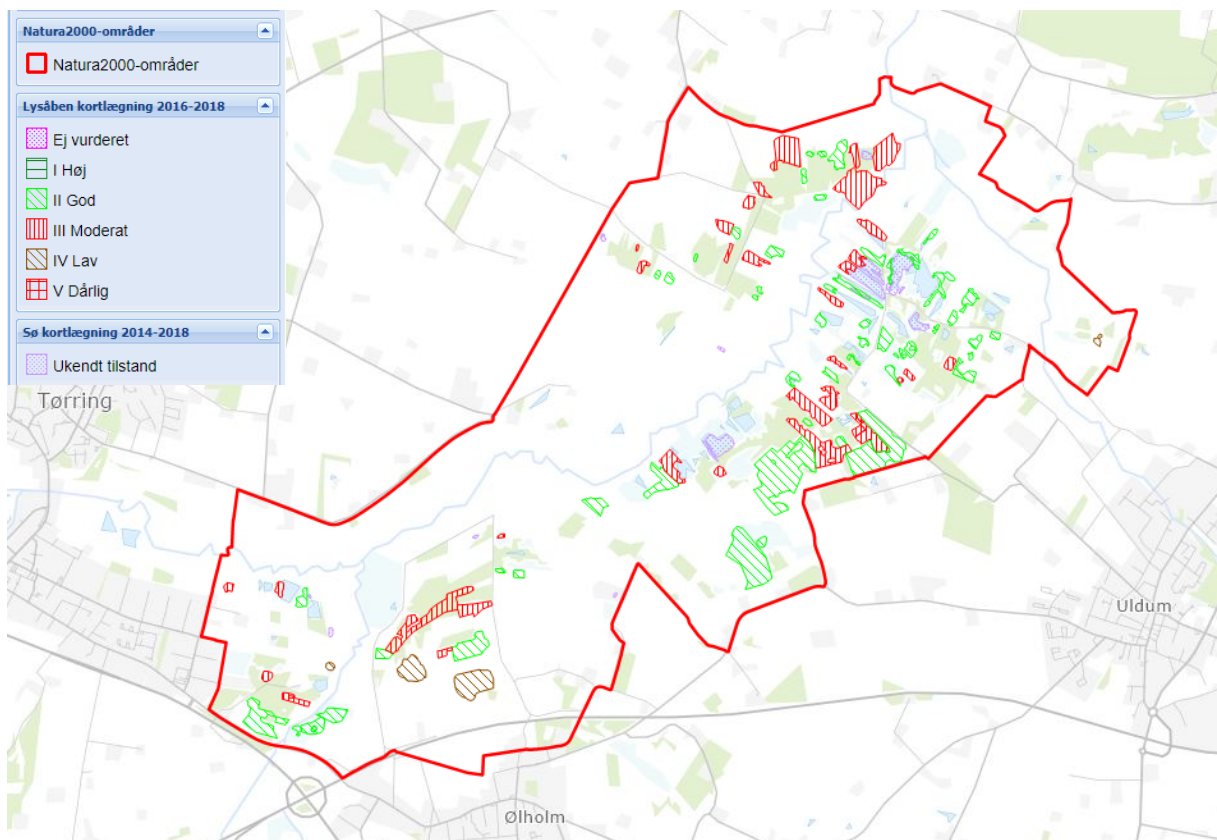 Natura2000-områder
Natura2000-områder
Lysåben kortlægning 2016-2018
Ej vurderet
I Høj
II God
III Moderat
IV Lav
V Dårlig
Sø kortlægning 2014-2018
Ukendt tilstand
Tørring
Uldum
Ølholm